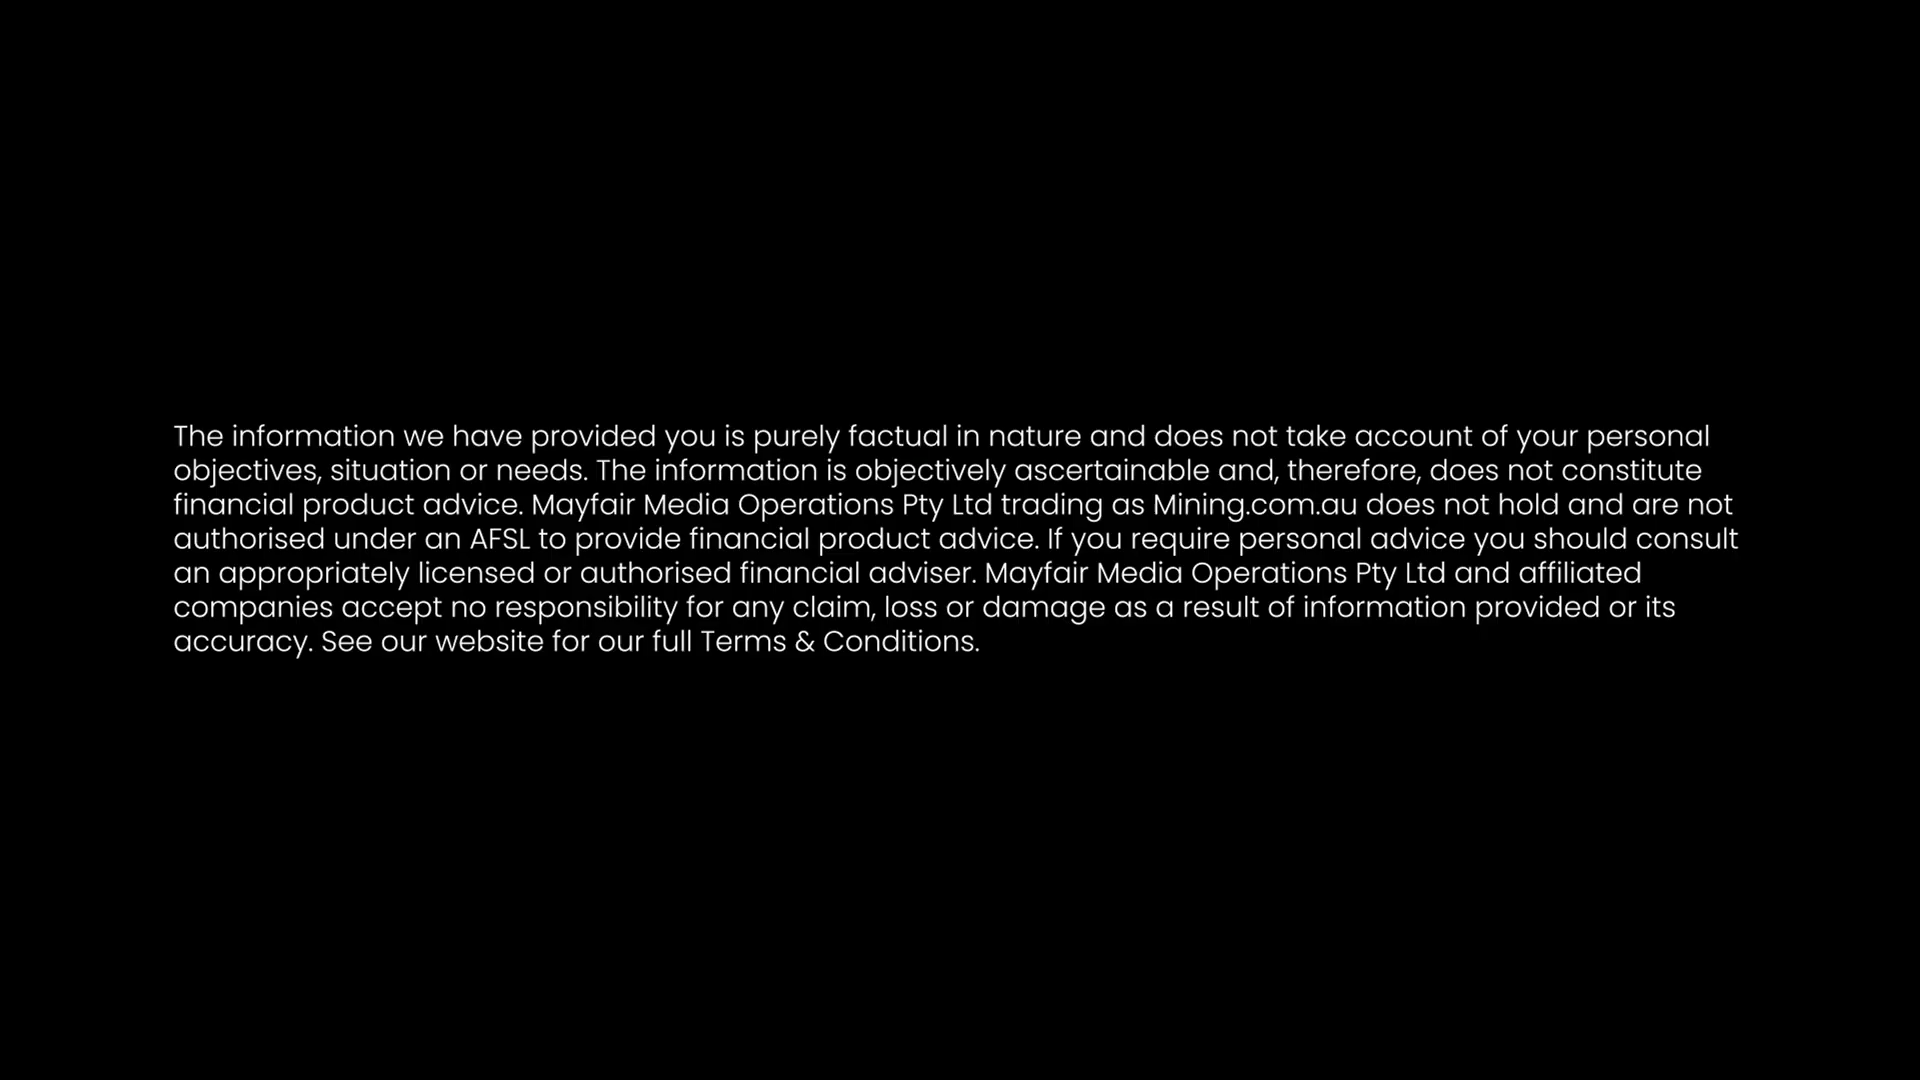 The information we have provided you is purely factual in nature and does not take account of your personal
objectives, situation or needs. The information is objectively ascertainable and, therefore, does not constitute
financial product advice. Mayfair Media Operations Pty Ltd trading as Mining.com.au does not hold and are not
authorised under an AFSL to provide financial product advice. If you require personal advice you should consult
an appropriately licensed or authorised financial adviser. Mayfair Media Operations Pty Ltd and affiliated
companies accept no responsibility for any claim, loss or damage as a result of information provided or its
accuracy. See our website for our full Terms & Conditions.